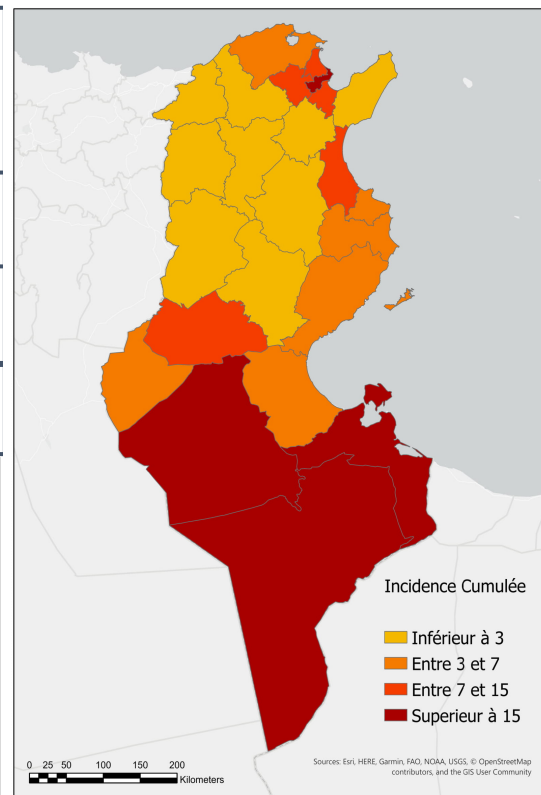 Incidence Cumulée
Inférieur à 3
Entre 3 et 7
Entre 7 et 15
Superieur à 15
0 25 50 100 150 200
Kilometers
Sources: Esri, HERE, Garmin, FAO, NOAA, USGS, © OpenStreetMap
contributors, and the GIS User Community